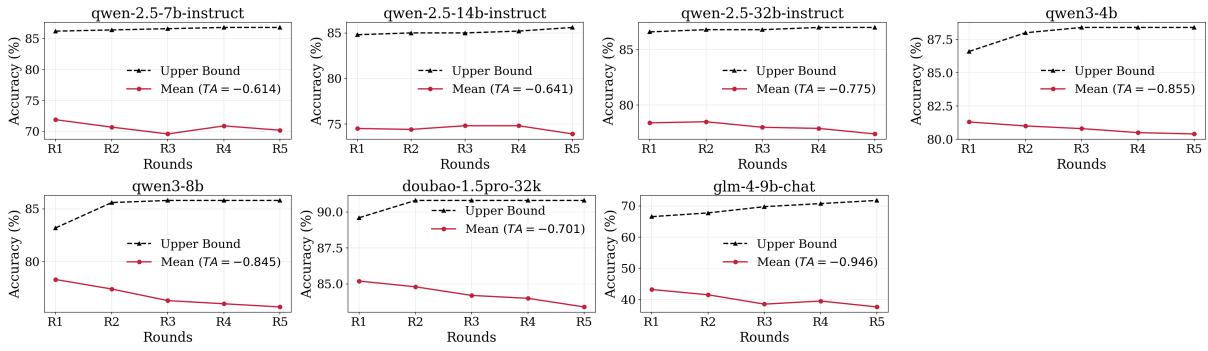 qwen-2.5-7b-instruct
Accuracy (%)
85
80
75
70
Upper Bound
Mean (TA = −0.614)
R1 R2 R3 R4 R5
Rounds
qwen-2.5-14b-instruct
Accuracy (%)
85
80
75
Upper Bound
Mean (TA = −0.641)
R1 R2 R3 R4 R5
Rounds
qwen-2.5-32b-instruct
Accuracy (%)
85
80
Upper Bound
Mean (TA = −0.775)
R1 R2 R3 R4 R5
Rounds
qwen3-4b
Accuracy (%)
87.5
85.0
82.5
80.0
Upper Bound
Mean (TA = −0.855)
R1 R2 R3 R4 R5
Rounds
qwen3-8b
Accuracy (%)
85
80
Upper Bound
Mean (TA = −0.845)
R1 R2 R3 R4 R5
Rounds
doubao-1.5pro-32k
Accuracy (%)
90.0
87.5
85.0
Upper Bound
Mean (TA = −0.701)
R1 R2 R3 R4 R5
Rounds
glm-4-9b-chat
Accuracy (%)
70
60
50
40
Upper Bound
Mean (TA = −0.946)
R1 R2 R3 R4 R5
Rounds